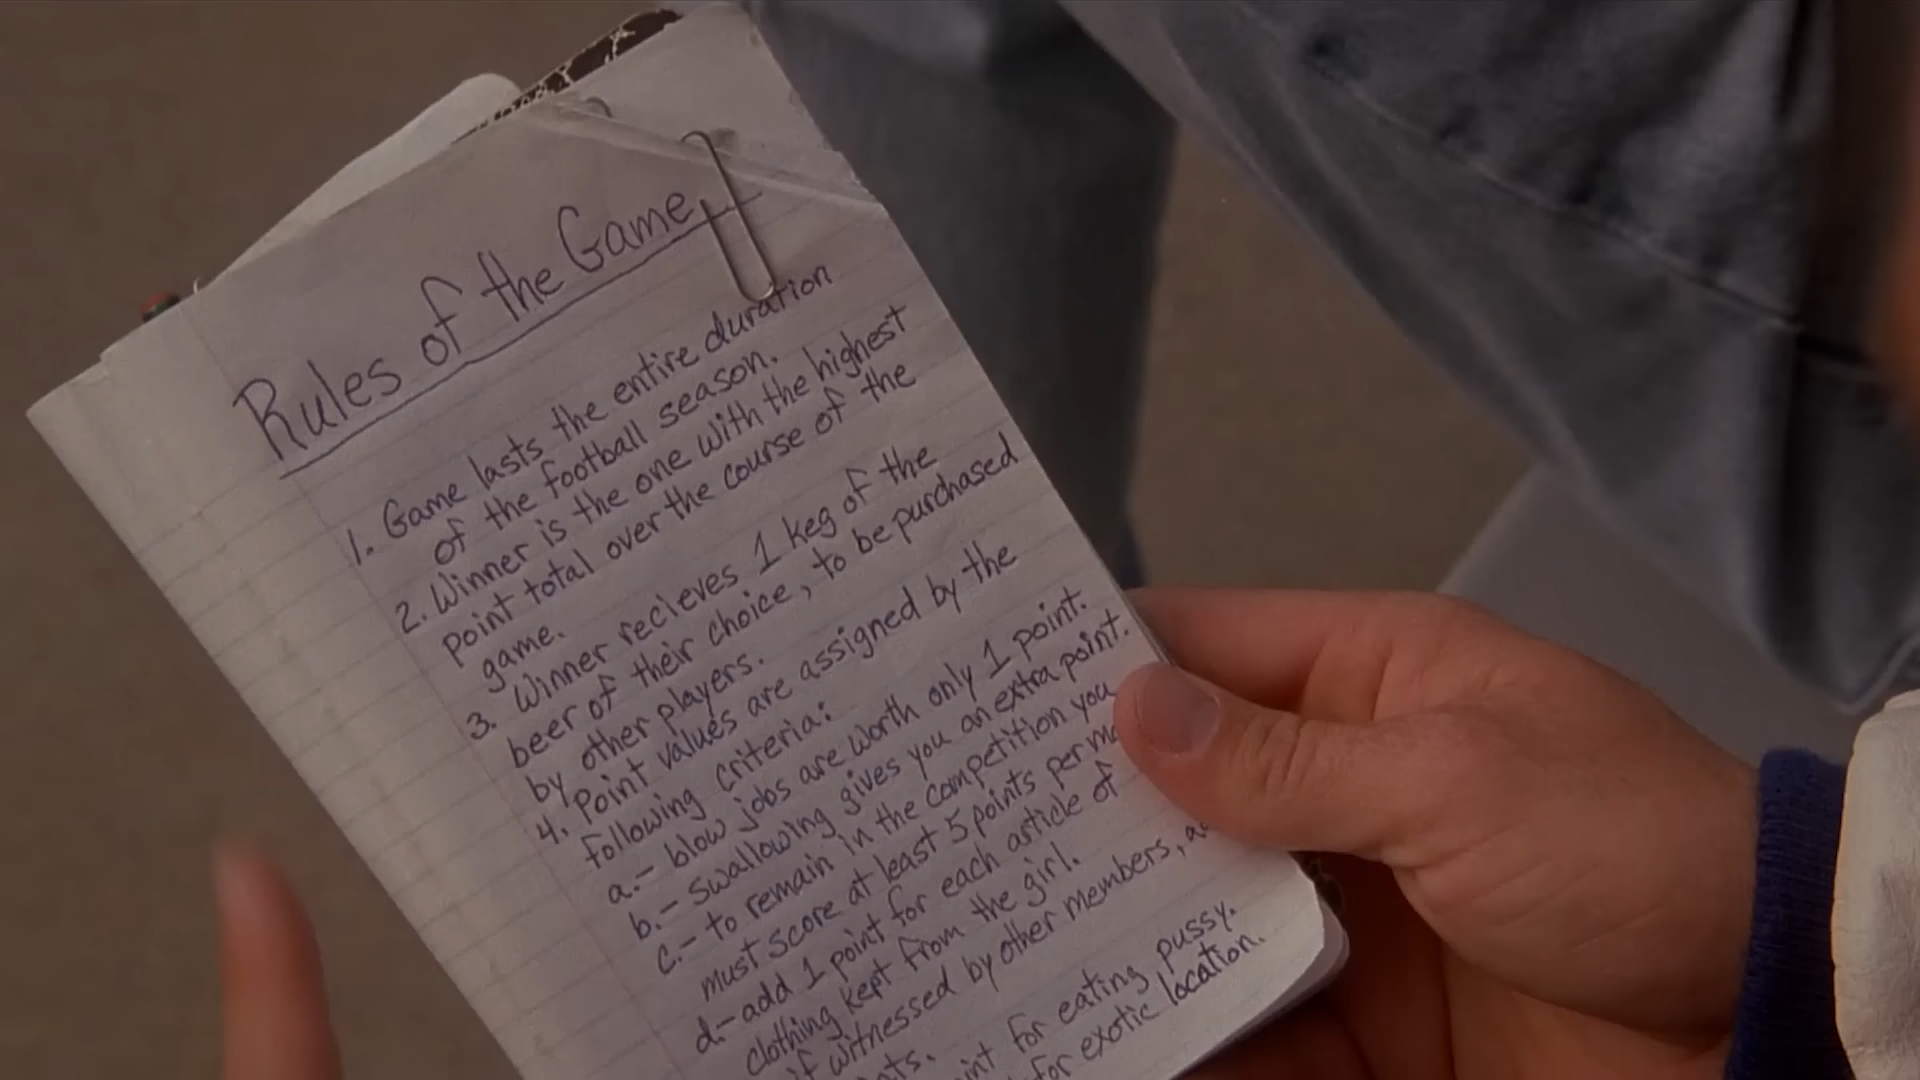 Rules of the Game
1. Game lasts the entire duration
of the football season.
2. Winner is the one with the highest
point total over the course of the
game.
3. Winner recieves 1 keg of the
beer of their choice, to be purchased
by other players.
4. Point values are assigned by the
following criteria:
a.- blow jobs are worth only 1 point.
b.- swallowing gives you an extra point.
c.- to remain in the competition you
must score at least 5 points per
d.- add 1 point for each article of
clothing kept from the girl.
if witnessed by other members,
for eating pussy.
for exotic location.